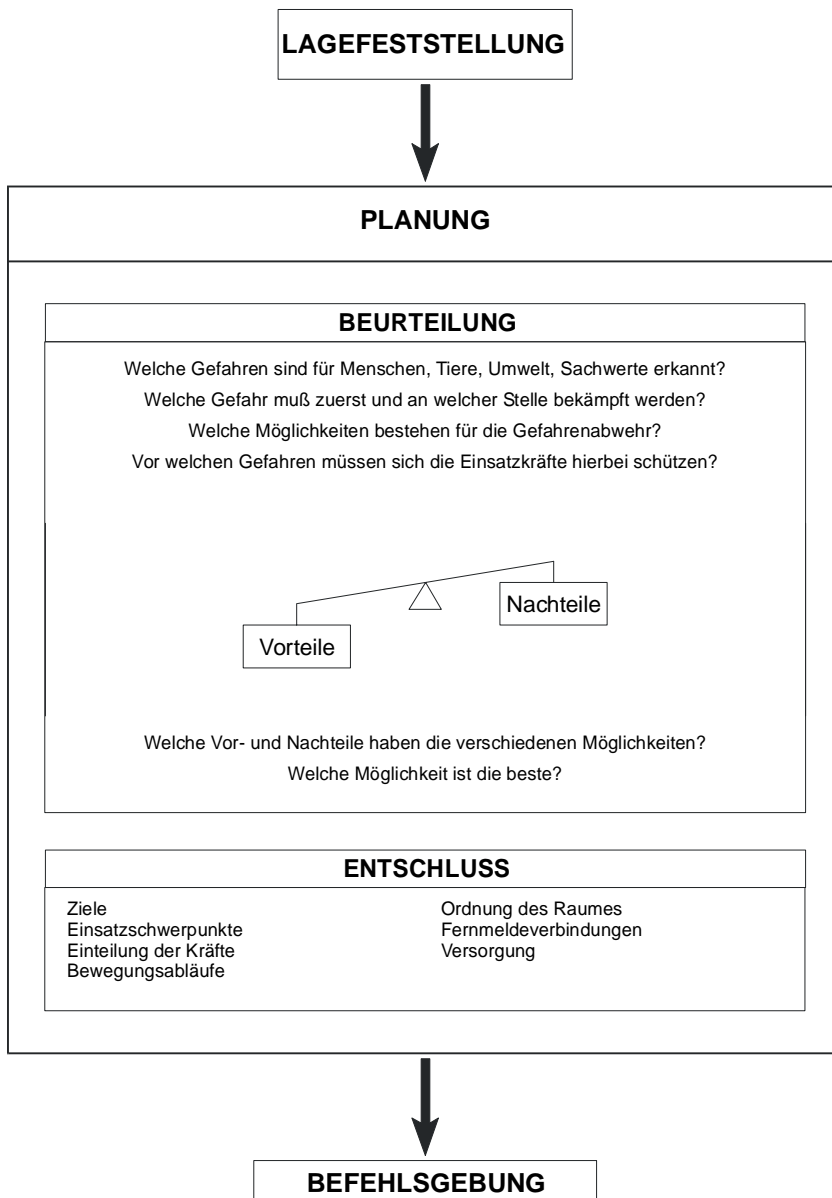 LAGEFESTSTELLUNG
PLANUNG
BEURTEILUNG
Welche Gefahren sind für Menschen, Tiere, Umwelt, Sachwerte erkannt?
Welche Gefahr muß zuerst und an welcher Stelle bekämpft werden?
Welche Möglichkeiten bestehen für die Gefahrenabwehr?
Vor welchen Gefahren müssen sich die Einsatzkräfte hierbei schützen?
Nachteile
Vorteile
Welche Vor- und Nachteile haben die verschiedenen Möglichkeiten?
Welche Möglichkeit ist die beste?
ENTSCHLUSS
Ziele
Einsatzschwerpunkte
Einteilung der Kräfte
Bewegungsabläufe
Ordnung des Raumes
Fernmeldeverbindungen
Versorgung
BEFEHLSGEBUNG